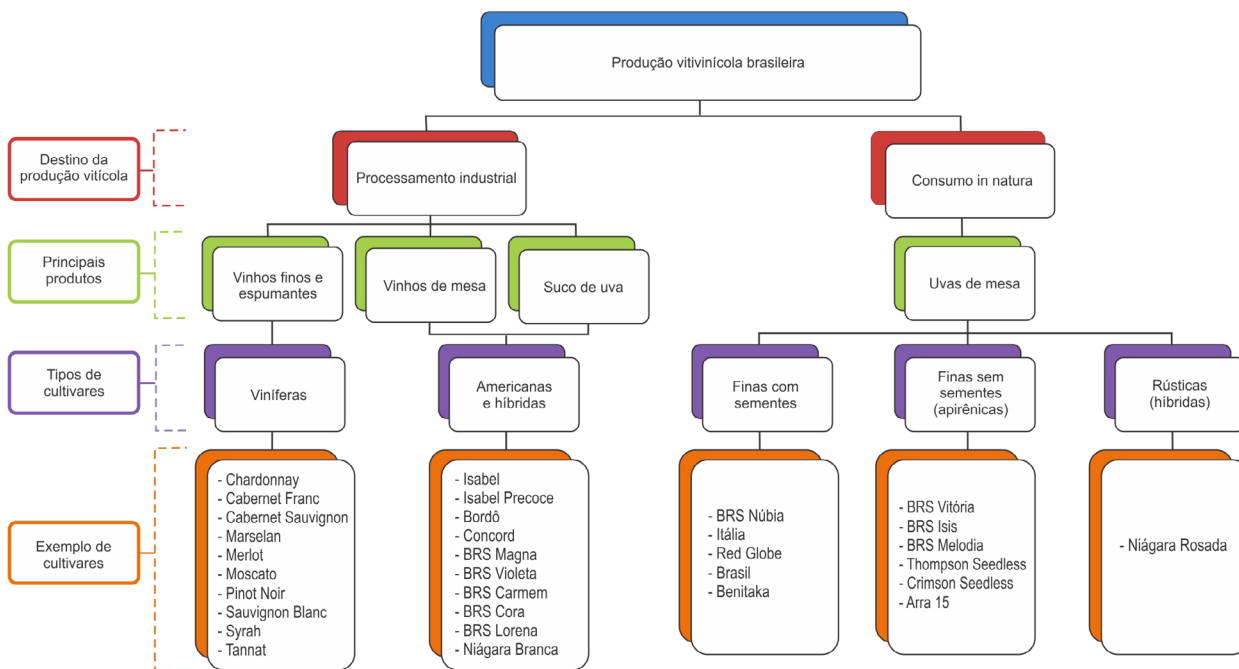 Produção vitivinícola brasileira
Destino da
produção vitícola
Processamento industrial
Consumo in natura
Principais
produtos
Vinhos finos e
espumantes
Vinhos de mesa
Suco de uva
Uvas de mesa
Tipos de
cultivares
Viníferas
Americanas
e híbridas
Finas com
sementes
Finas sem
sementes
(apirênicas)
Rústicas
(híbridas)
Exemplo de
cultivares
- Chardonnay
- Cabernet Franc
- Cabernet Sauvignon
- Marselan
- Merlot
- Moscato
- Pinot Noir
- Sauvignon Blanc
- Syrah
- Tannat
- Isabel
- Isabel Precoce
- Bordô
- Concord
- BRS Magna
- BRS Violeta
- BRS Carmem
- BRS Cora
- BRS Lorena
- Niágara Branca
- BRS Núbia
- Itália
- Red Globe
- Brasil
- Benitaka
- BRS Vitória
- BRS Isis
- BRS Melodia
- Thompson Seedless
- Crimson Seedless
- Arra 15
- Niágara Rosada